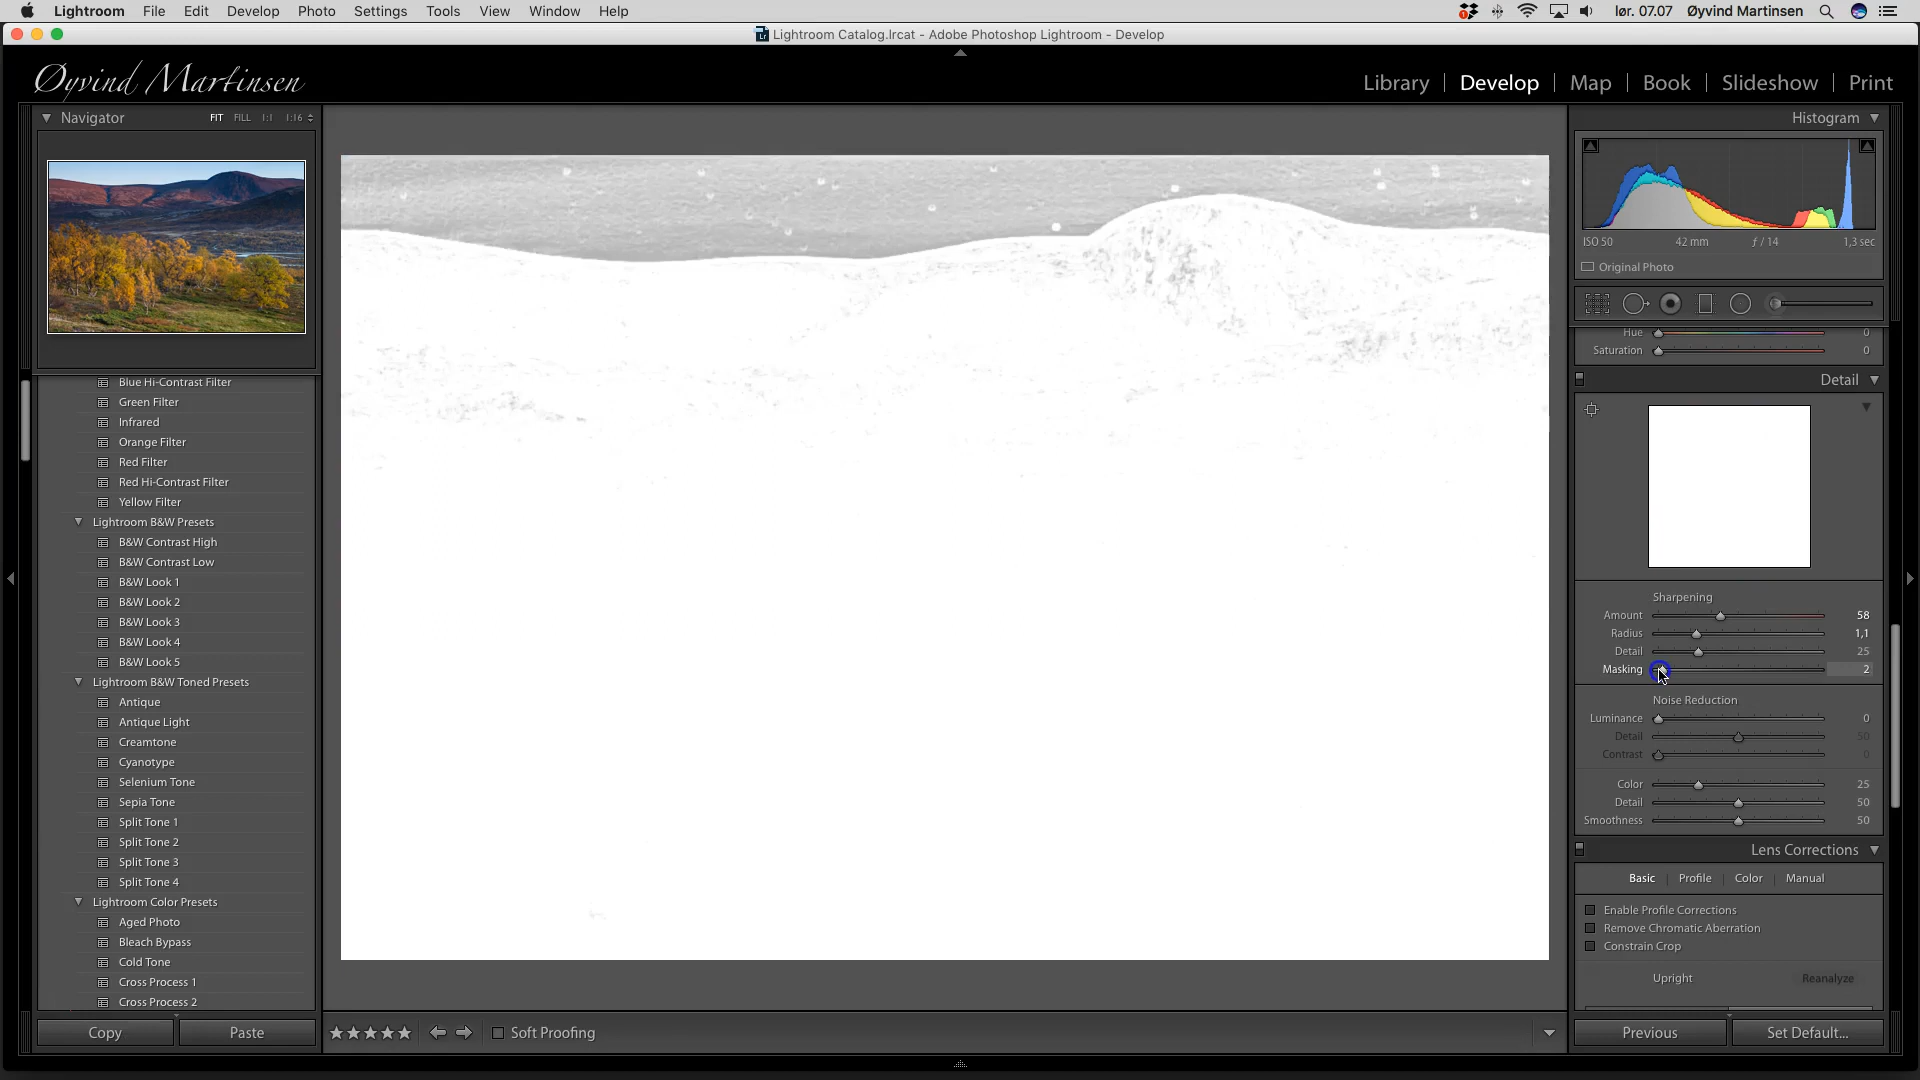 Lightroom File Edit Develop Photo Settings Tools View Window Help 1 lør. 07.07 Øyvind Martinsen
Lr Lightroom Catalog.lrcat - Adobe Photoshop Lightroom - Develop
Øyvind Martinsen
Library | Develop | Map | Book | Slideshow | Print
Navigator FIT FILL 1:1 1:16
Blue Hi-Contrast Filter
Green Filter
Infrared
Orange Filter
Red Filter
Red Hi-Contrast Filter
Yellow Filter
Lightroom B&W Presets
B&W Contrast High
B&W Contrast Low
B&W Look 1
B&W Look 2
B&W Look 3
B&W Look 4
B&W Look 5
Lightroom B&W Toned Presets
Antique
Antique Light
Creamtone
Cyanotype
Selenium Tone
Sepia Tone
Split Tone 1
Split Tone 2
Split Tone 3
Split Tone 4
Lightroom Color Presets
Aged Photo
Bleach Bypass
Cold Tone
Cross Process 1
Cross Process 2
Copy Paste
Soft Proofing
Histogram
ISO 50 42 mm ƒ / 14 1,3 sec
Original Photo
Hue 0
Saturation 0
Detail
Sharpening
Amount 58
Radius 1,1
Detail 25
Masking 2
Noise Reduction
Luminance 0
Detail 50
Contrast 0
Color 25
Detail 50
Smoothness 50
Lens Corrections
Basic | Profile | Color | Manual
Enable Profile Corrections
Remove Chromatic Aberration
Constrain Crop
Upright Reanalyze
Previous Set Default...